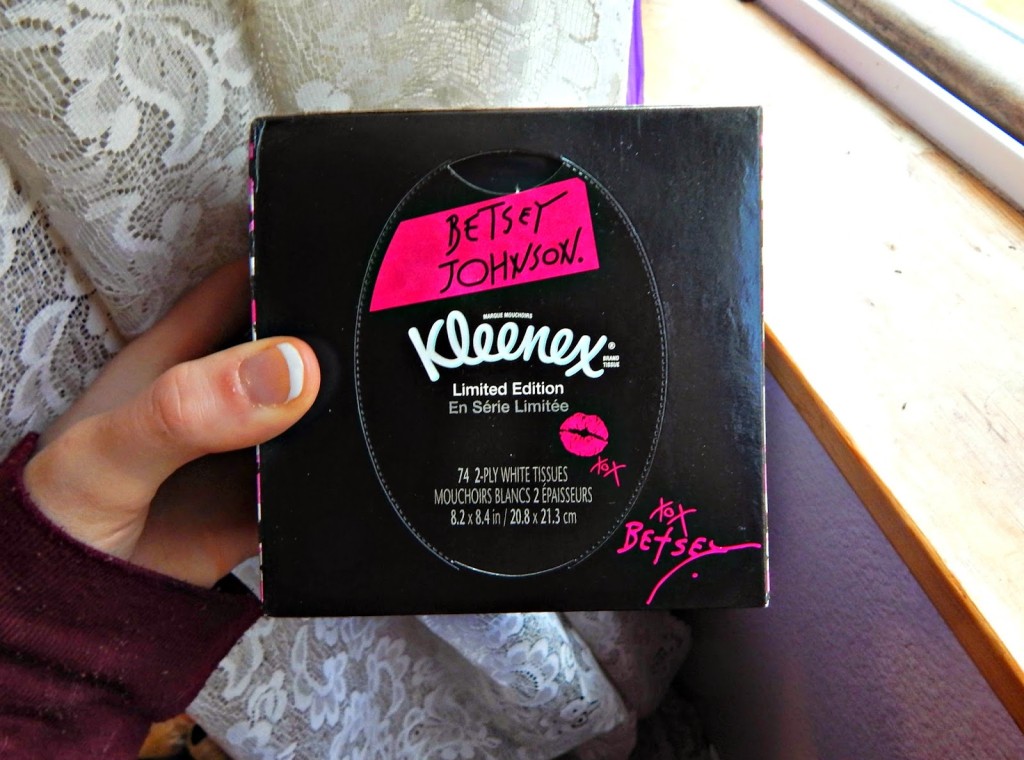 BETSEY
JOHNSON.
MARQUE MOUCHOIRS
Kleenex®
BRAND
TISSUE
Limited Edition
En Série Limitée
xox
74 2-PLY WHITE TISSUES
MOUCHOIRS BLANCS 2 ÉPAISSEURS
8.2 x 8.4 in / 20.8 x 21.3 cm
xox
BEtSEy